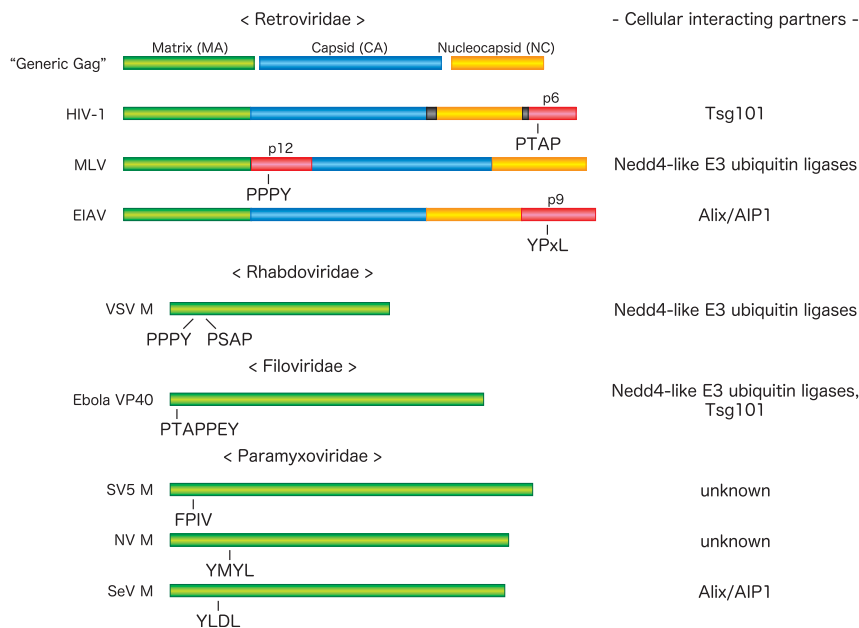 < Retroviridae > - Cellular interacting partners -
Matrix (MA) Capsid (CA) Nucleocapsid (NC)
“Generic Gag”
p6
HIV-1 Tsg101
PTAP
p12
MLV Nedd4-like E3 ubiquitin ligases
PPPY
p9
EIAV Alix/AIP1
YPxL
< Rhabdoviridae >
VSV M Nedd4-like E3 ubiquitin ligases
PPPY PSAP
< Filoviridae >
Ebola VP40 Nedd4-like E3 ubiquitin ligases,
Tsg101
PTAPPEY
< Paramyxoviridae >
SV5 M unknown
FPIV
NV M unknown
YMYL
SeV M Alix/AIP1
YLDL